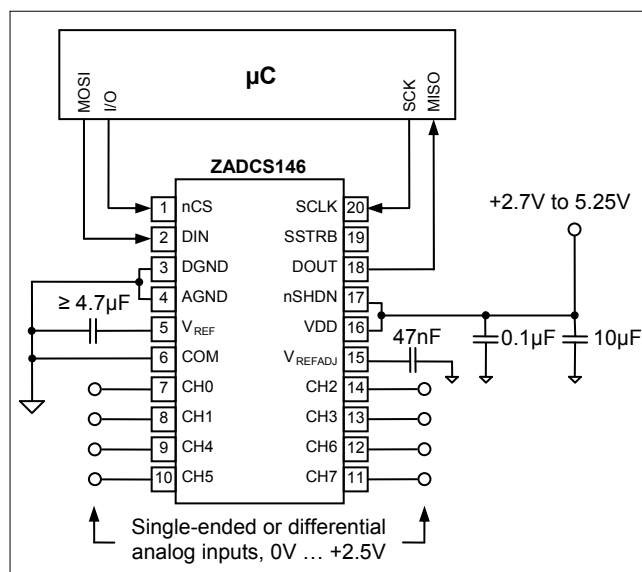 µC
MOSI
I/O
SCK
MISO
ZADCS146
+2.7V to 5.25V
1 nCS SCLK 20
2 DIN SSTRB 19
3 DGND DOUT 18
4 AGND nSHDN 17
≥ 4.7µF
5 VREF VDD 16
6 COM VREFADJ 15
47nF
0.1µF
10µF
7 CH0 CH2 14
8 CH1 CH3 13
9 CH4 CH6 12
10 CH5 CH7 11
Single-ended or differential
analog inputs, 0V … +2.5V